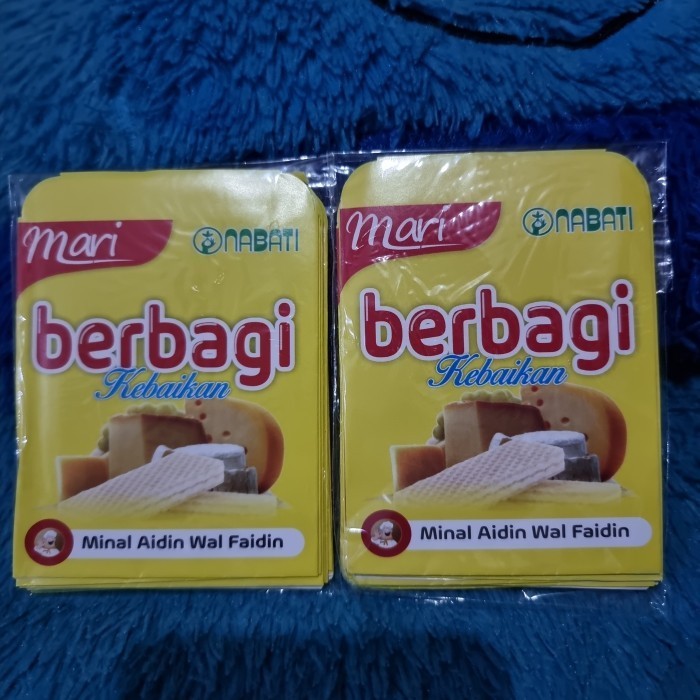 mari
NABATI
berbagi
Kebaikan
Minal Aidin Wal Faidin
mari
NABATI
berbagi
Kebaikan
Minal Aidin Wal Faidin